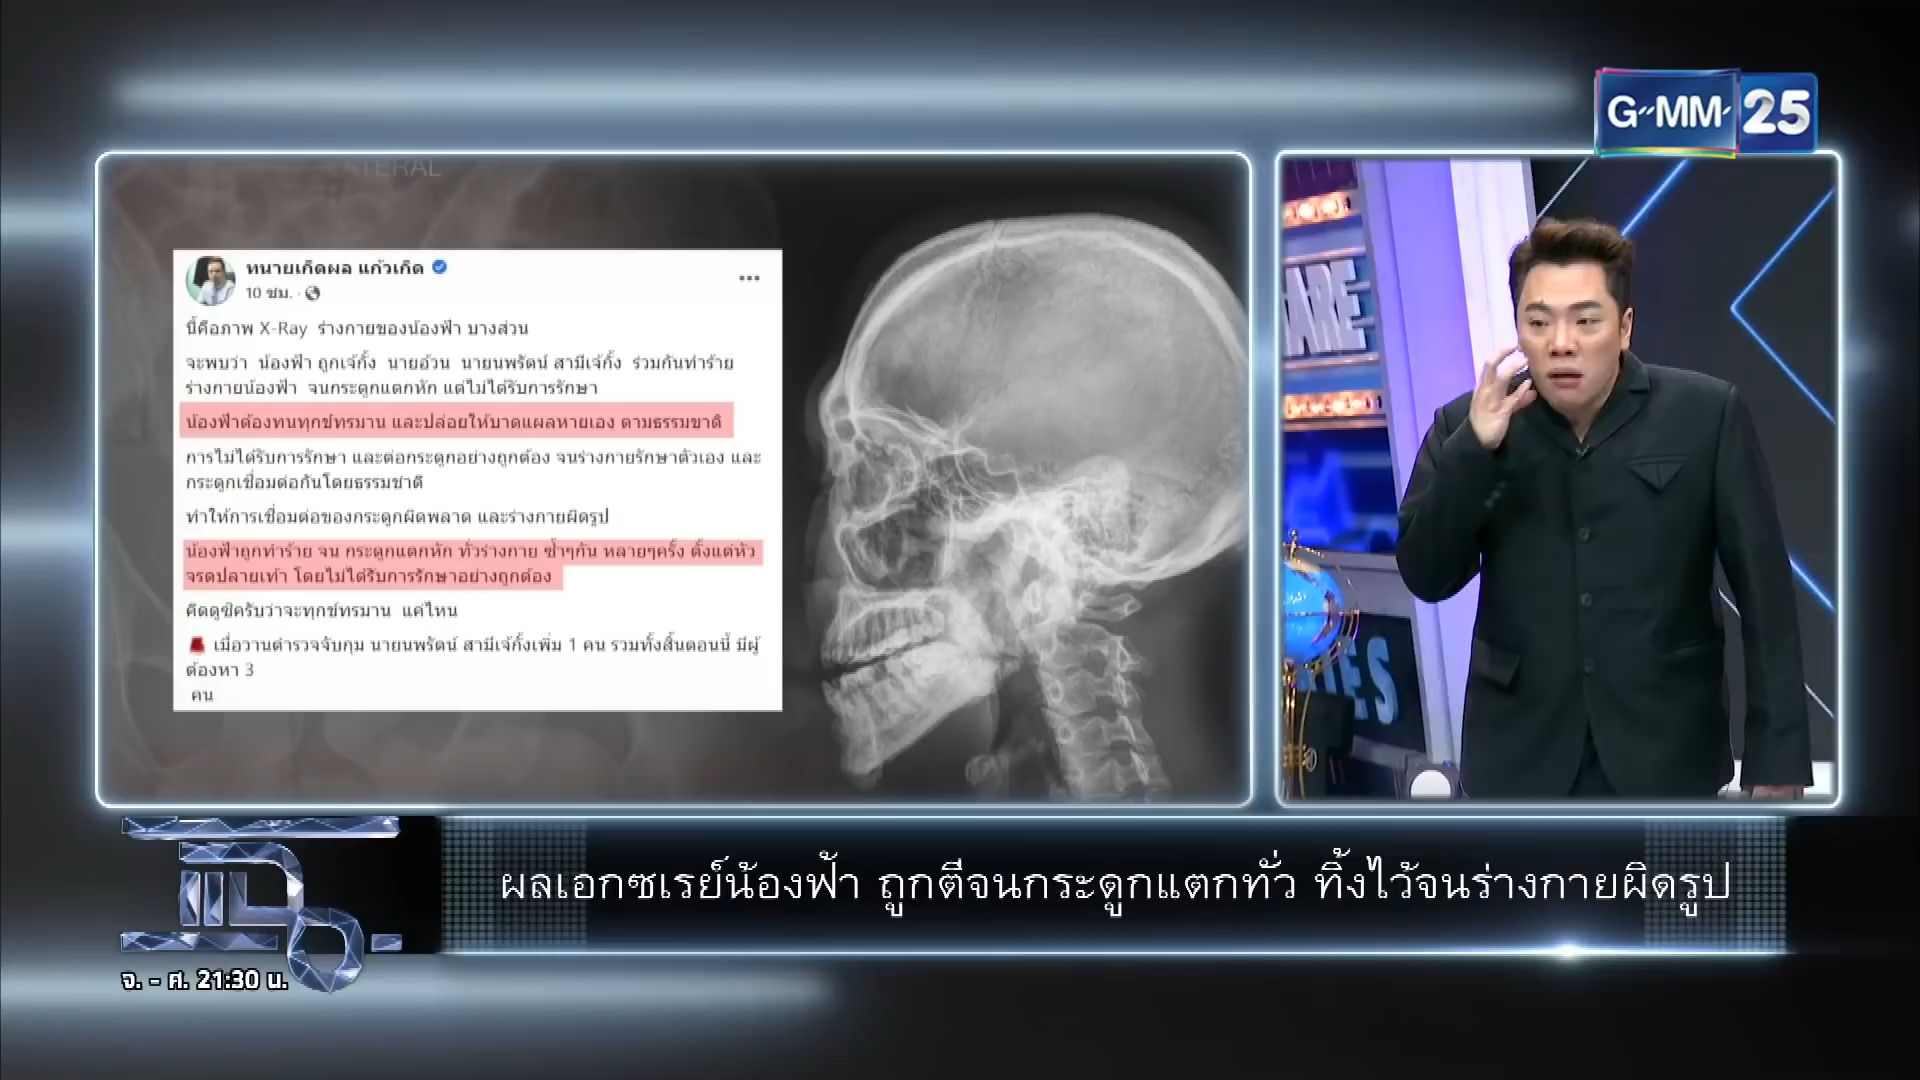 G MM 25
LATERAL
ทนายเกิดผล แก้วเกิด
10 ชม.
นี้คือภาพ X-Ray ร่างกายของน้องฟ้า บางส่วน
จะพบว่า น้องฟ้า ถูกเจ้กิ้ง นายอ้วน นายนพรัตน์ สามีเจ้กิ้ง ร่วมกันทำร้าย
ร่างกายน้องฟ้า จนกระดูกแตกหัก แต่ไม่ได้รับการรักษา
น้องฟ้าต้องทนทุกข์ทรมาน และปล่อยให้บาดแผลหายเอง ตามธรรมชาติ
การไม่ได้รับการรักษา และต่อกระดูกอย่างถูกต้อง จนร่างกายรักษาตัวเอง และ
กระดูกเชื่อมต่อกันโดยธรรมชาติ
ทำให้การเชื่อมต่อของกระดูกผิดพลาด และร่างกายผิดรูป
น้องฟ้าถูกทำร้าย จน กระดูกแตกหัก ทั่วร่างกาย ซ้ำๆกัน หลายๆครั้ง ตั้งแต่หัว
จรดปลายเท้า โดยไม่ได้รับการรักษาอย่างถูกต้อง
คิดดูซิครับว่าจะทุกข์ทรมาน แค่ไหน
เมื่อวานตำรวจจับกุม นายนพรัตน์ สามีเจ้กิ้งเพิ่ม 1 คน รวมทั้งสิ้นตอนนี้ มีผู้
ต้องหา 3
คน
ผลเอกซเรย์น้องฟ้า ถูกตีจนกระดูกแตกทั่ว ทิ้งไว้จนร่างกายผิดรูป
แฉ
จ. - ศ. 21:30 น.